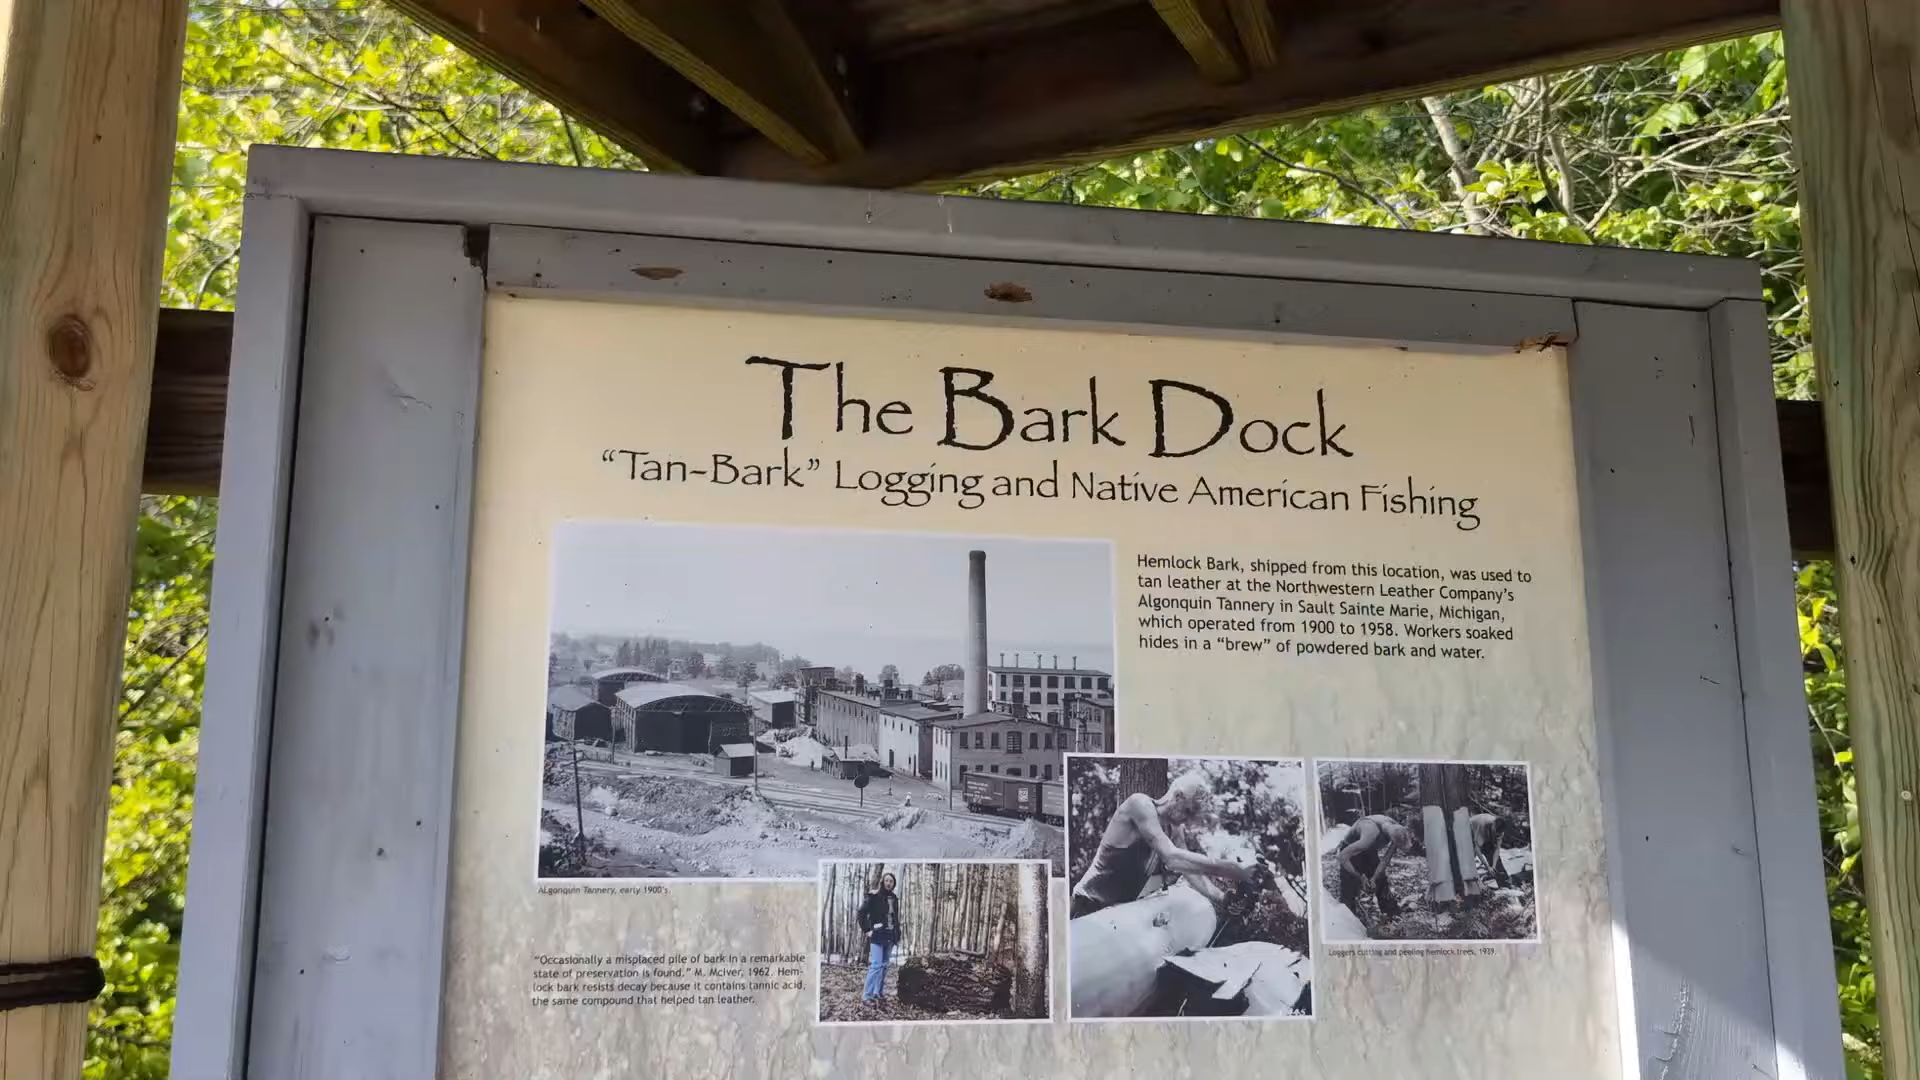 The Bark Dock
“Tan-Bark” Logging and Native American Fishing
Hemlock Bark, shipped from this location, was used to
tan leather at the Northwestern Leather Company’s
Algonquin Tannery in Sault Sainte Marie, Michigan,
which operated from 1900 to 1958. Workers soaked
hides in a “brew” of powdered bark and water.
Algonquin Tannery, early 1900’s.
“Occasionally a misplaced pile of bark in a remarkable
state of preservation is found.” M. McIver, 1962. Hem-
lock bark resists decay because it contains tannic acid,
the same compound that helped tan leather.
Loggers cutting and peeling hemlock trees, 1939.